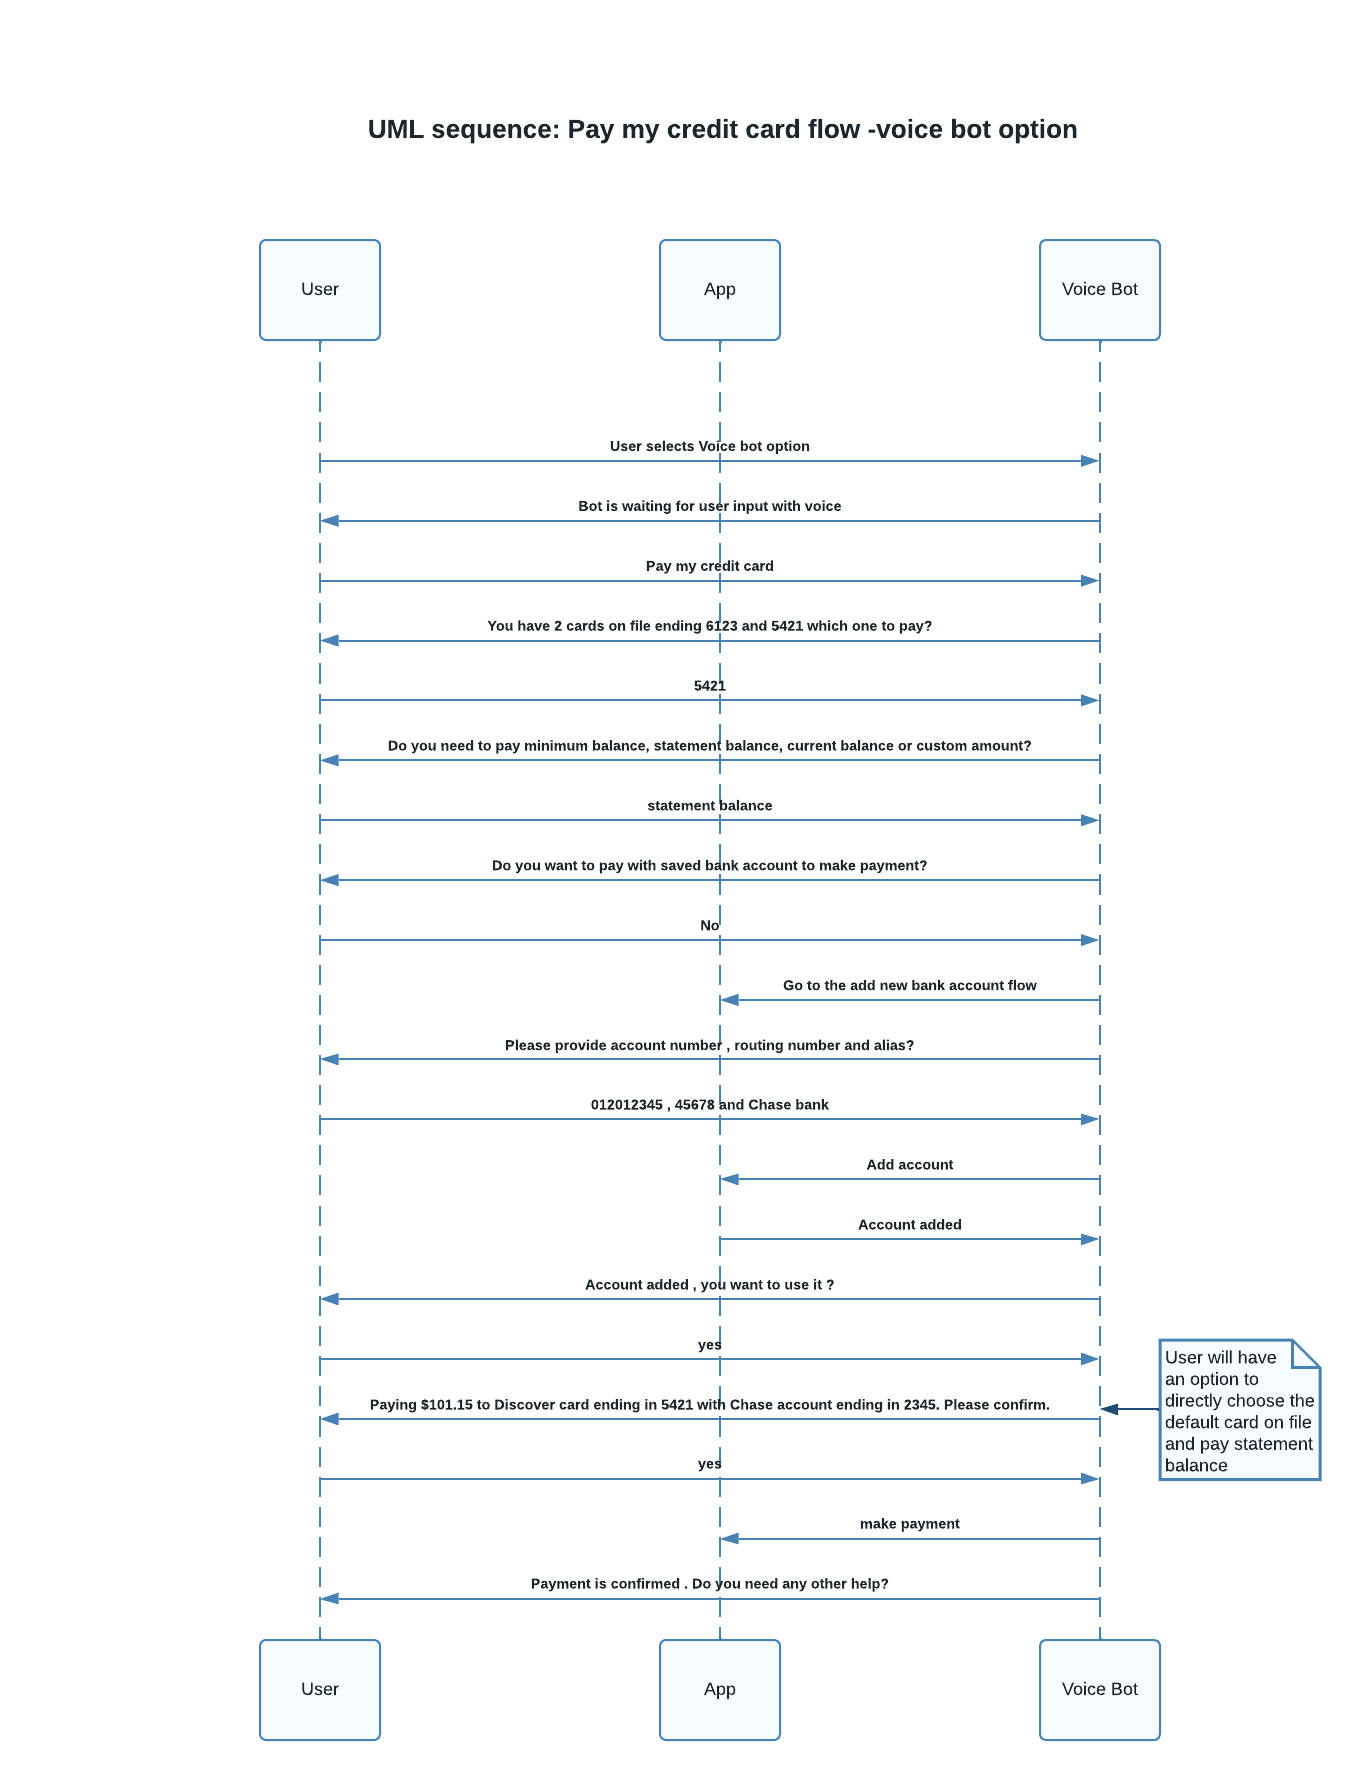 UML sequence: Pay my credit card flow -voice bot option
User
App
Voice Bot
User selects Voice bot option
Bot is waiting for user input with voice
Pay my credit card
You have 2 cards on file ending 6123 and 5421 which one to pay?
5421
Do you need to pay minimum balance, statement balance, current balance or custom amount?
statement balance
Do you want to pay with saved bank account to make payment?
No
Go to the add new bank account flow
Please provide account number , routing number and alias?
012012345 , 45678 and Chase bank
Add account
Account added
Account added , you want to use it ?
yes
User will have
an option to
directly choose the
default card on file
and pay statement
balance
Paying $101.15 to Discover card ending in 5421 with Chase account ending in 2345. Please confirm.
yes
make payment
Payment is confirmed . Do you need any other help?
User
App
Voice Bot